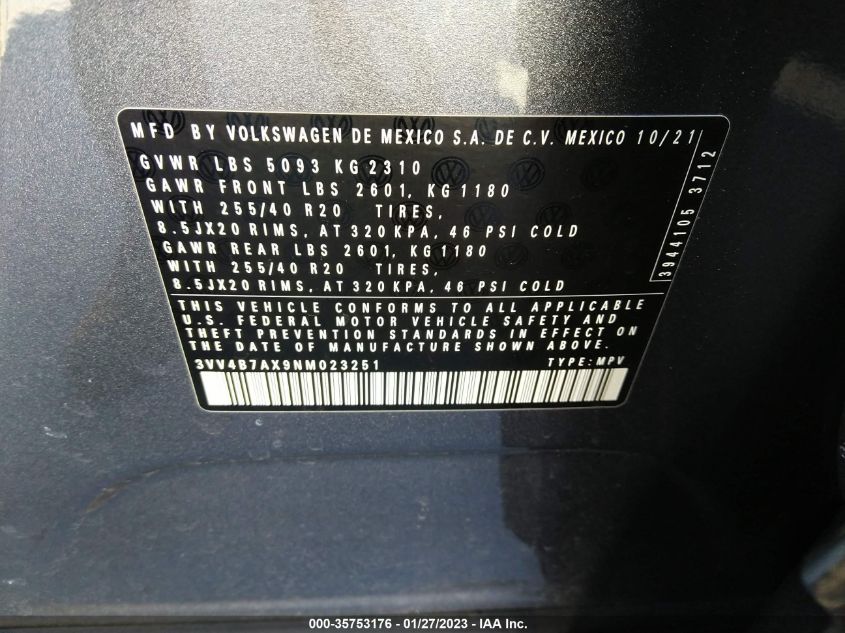 MFD BY VOLKSWAGEN DE MEXICO S.A. DE C.V. MEXICO 10/21
GVWR LBS 5093 KG 2310
GAWR FRONT LBS 2601, KG 1180
WITH 255/40 R20 TIRES,
8.5JX20 RIMS, AT 320 KPA, 46 PSI COLD
GAWR REAR LBS 2601, KG 1180
WITH 255/40 R20 TIRES,
8.5JX20 RIMS, AT 320 KPA, 46 PSI COLD
3944105 3712
THIS VEHICLE CONFORMS TO ALL APPLICABLE
U.S. FEDERAL MOTOR VEHICLE SAFETY AND
THEFT PREVENTION STANDARDS IN EFFECT ON
THE DATE OF MANUFACTURE SHOWN ABOVE.
3VV4B7AX9NM023251 TYPE: MPV
000-35753176 - 01/27/2023 - IAA Inc.